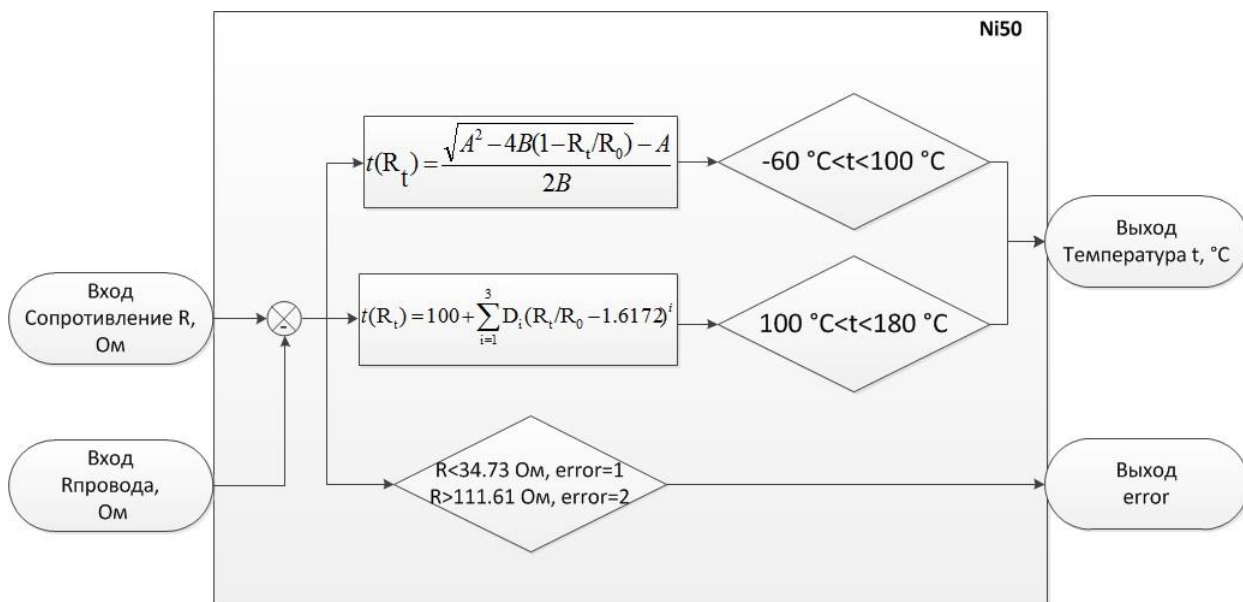 Ni50
t(R_t) = (√(A² − 4B(1 − R_t/R_0)) − A) / 2B
-60 °C<t<100 °C
Выход
Температура t, °C
Вход
Сопротивление R,
Ом
-
t(R_t) = 100 + ∑_{i=1}^{3} D_i(R_t/R_0 − 1.6172)^i
100 °C<t<180 °C
Вход
Rпровода,
Ом
R<34.73 Ом, error=1
R>111.61 Ом, error=2
Выход
error